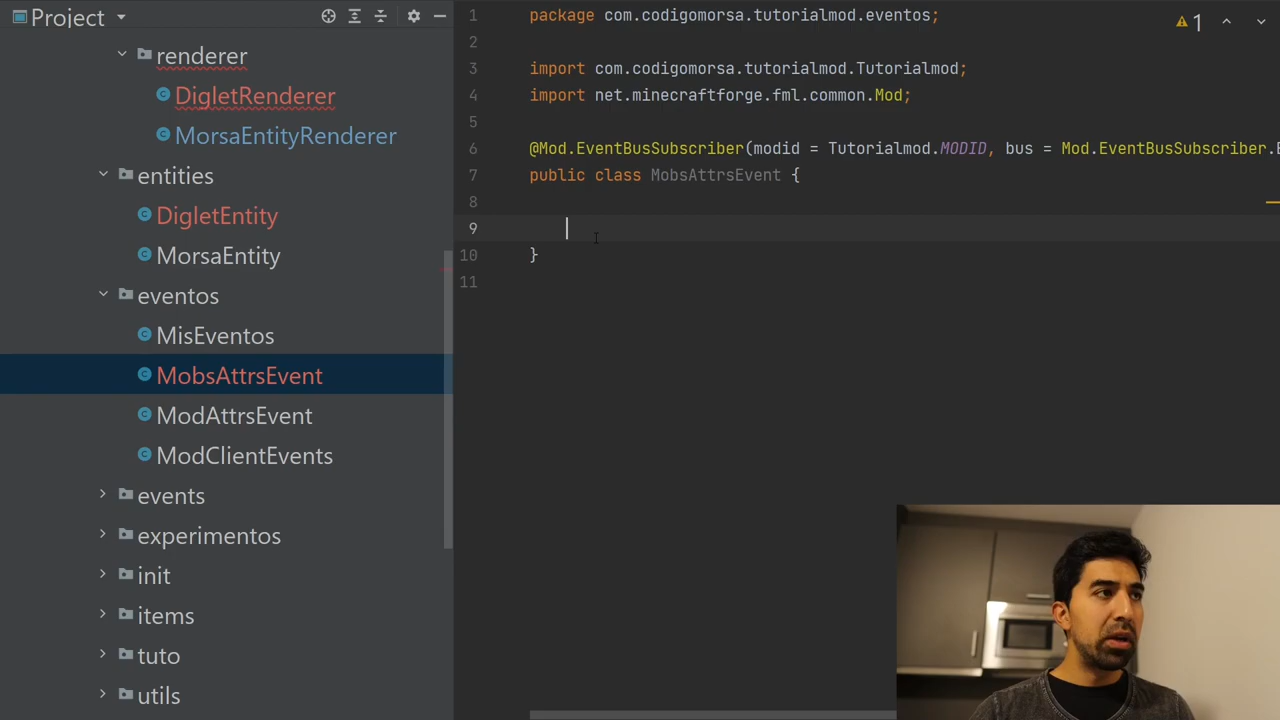 Project
renderer
DigletRenderer
MorsaEntityRenderer
entities
DigletEntity
MorsaEntity
eventos
MisEventos
MobsAttrsEvent
ModAttrsEvent
ModClientEvents
events
experimentos
init
items
tuto
utils
1 package com.codigomorsa.tutorialmod.eventos;
2
3 import com.codigomorsa.tutorialmod.Tutorialmod;
4 import net.minecraftforge.fml.common.Mod;
5
6 @Mod.EventBusSubscriber(modid = Tutorialmod.MODID, bus = Mod.EventBusSubscriber.
7 public class MobsAttrsEvent {
8
9
10 }
11
1